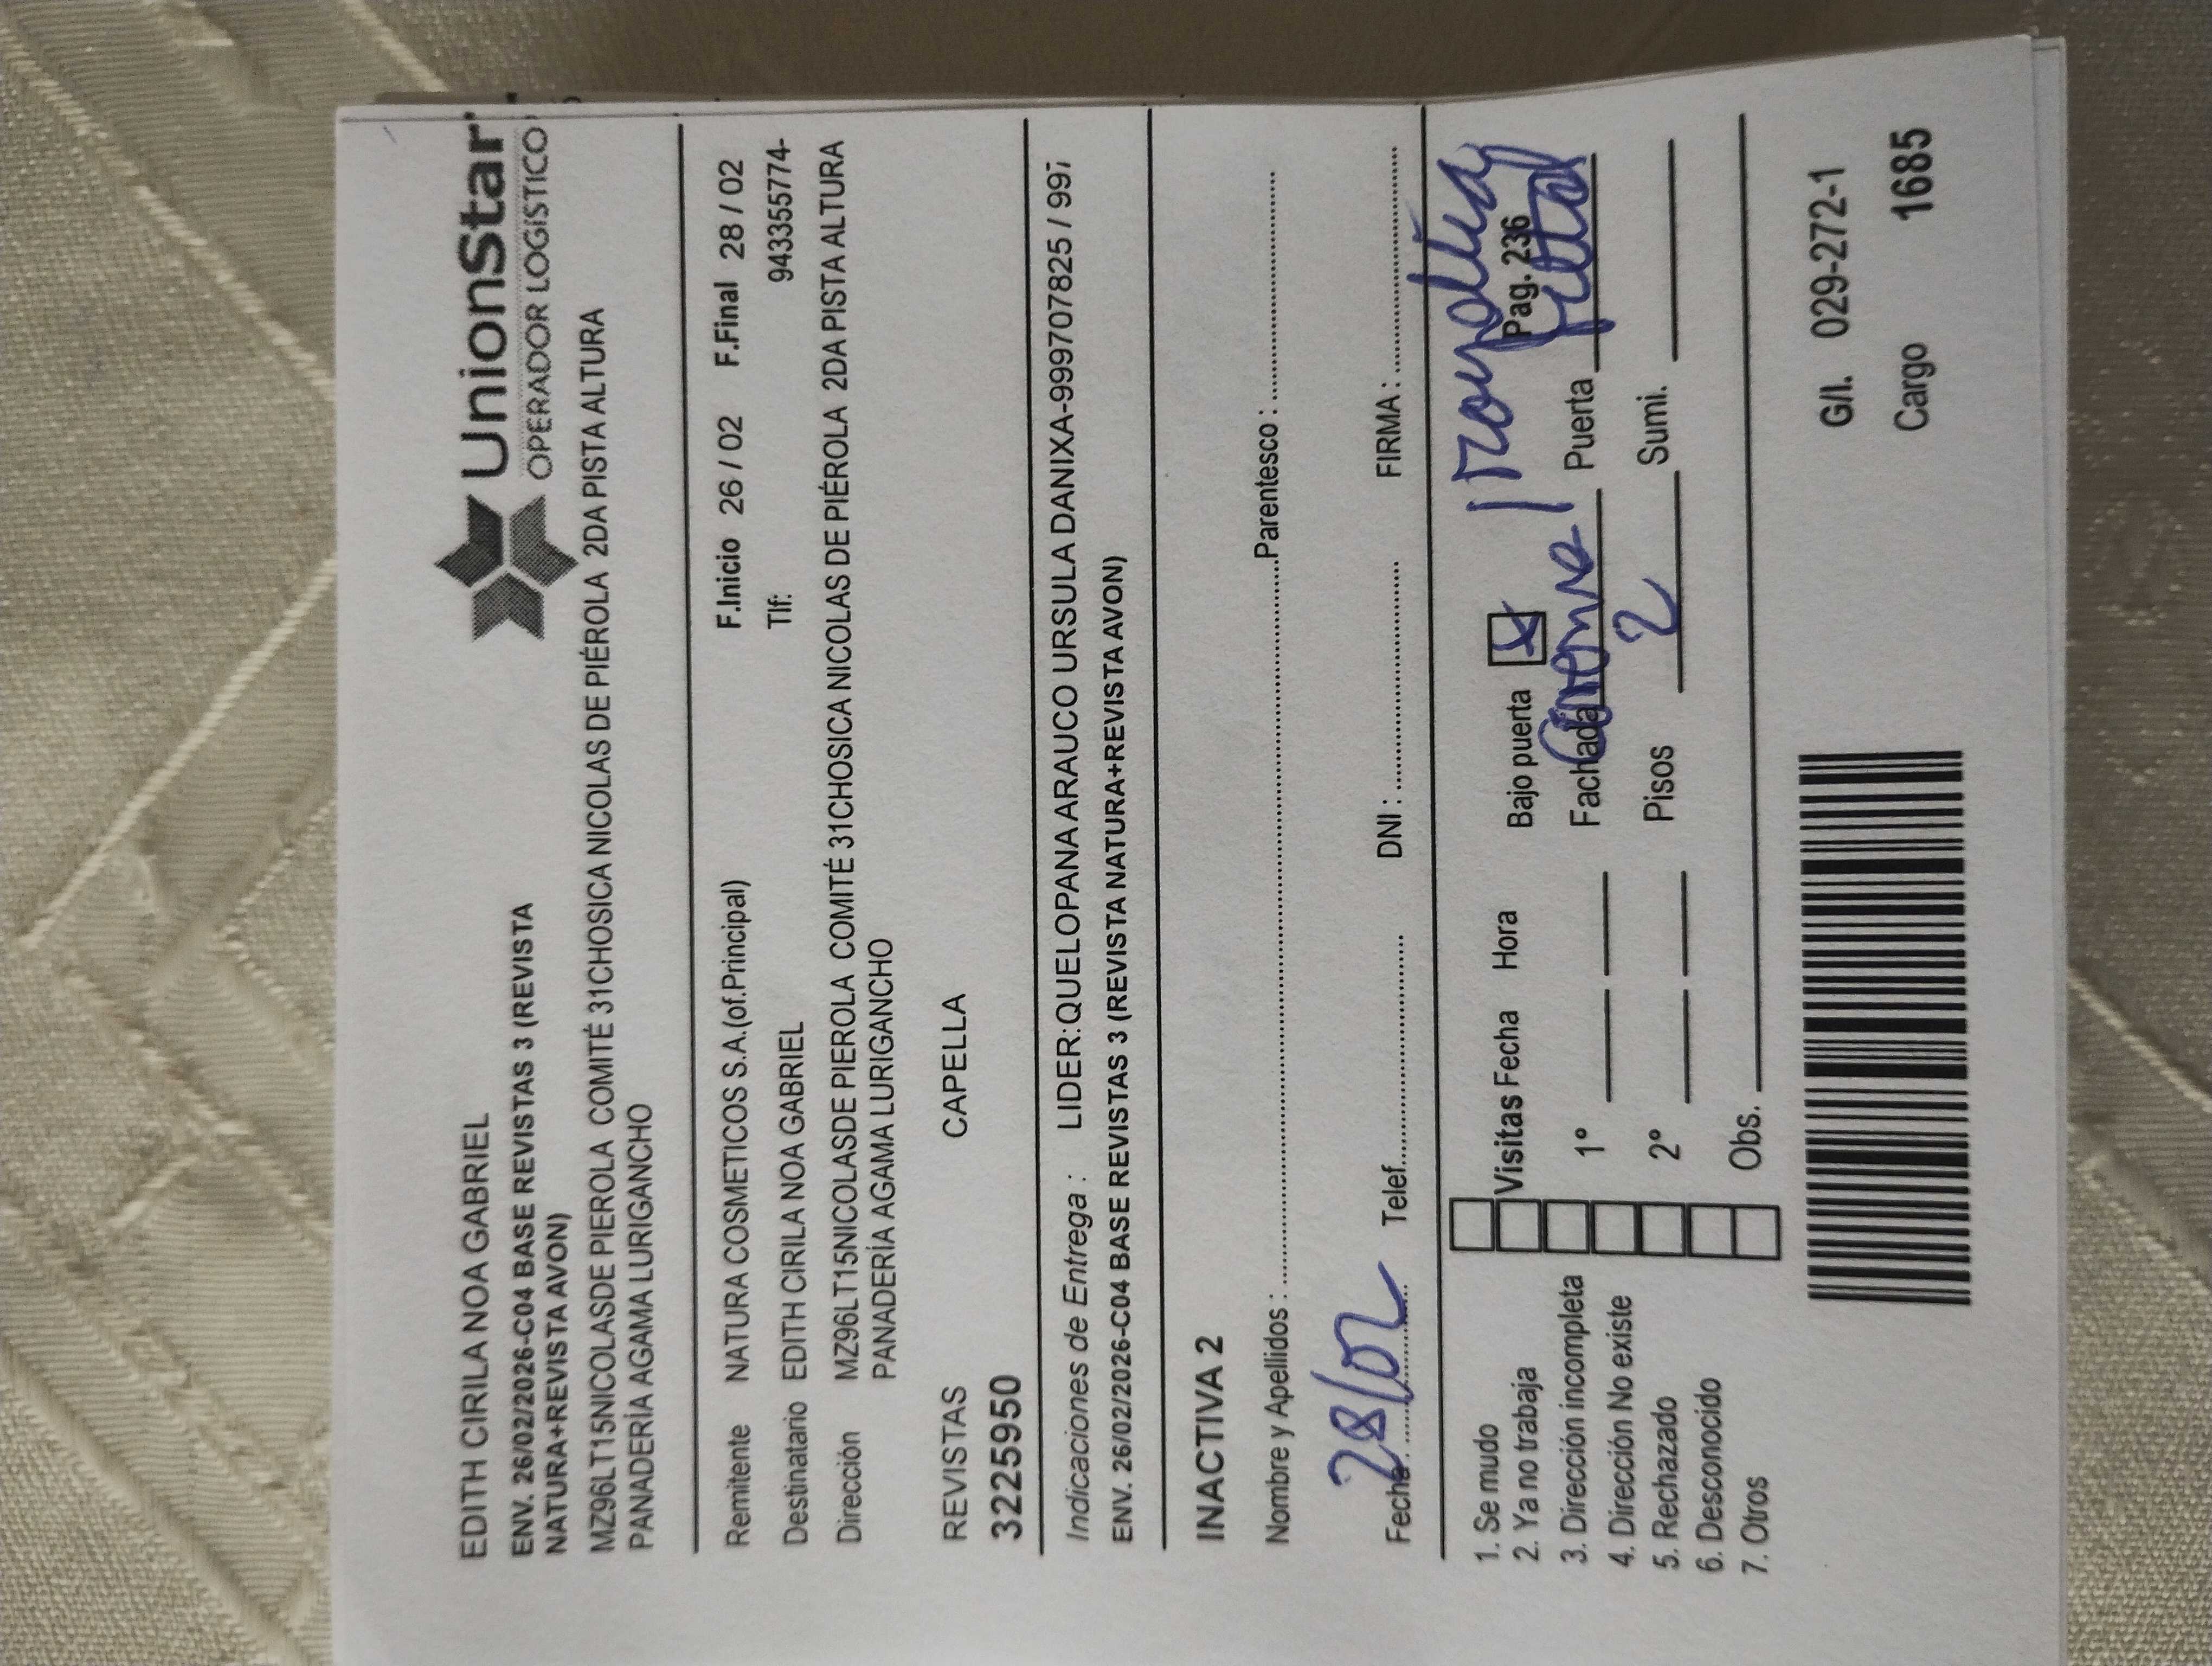 UnionStar
OPERADOR LOGÍSTICO
EDITH CIRILA NOA GABRIEL
ENV. 26/02/2026-C04 BASE REVISTAS 3 (REVISTA
NATURA+REVISTA AVON)
MZ96LT15NICOLASDE PIEROLA COMITÉ 31CHOSICA NICOLAS DE PIÉROLA 2DA PISTA ALTURA
PANADERÍA AGAMA LURIGANCHO
Remitente NATURA COSMETICOS S.A.(of.Principal) F.Inicio 26 / 02 F.Final 28 / 02
Destinatario EDITH CIRILA NOA GABRIEL Tlf: 943355774-
Dirección MZ96LT15NICOLASDE PIEROLA COMITÉ 31CHOSICA NICOLAS DE PIÉROLA 2DA PISTA ALTURA
PANADERÍA AGAMA LURIGANCHO
REVISTAS CAPELLA
3225950
Indicaciones de Entrega : LIDER:QUELOPANA ARAUCO URSULA DANIXA-999707825 / 997
ENV. 26/02/2026-C04 BASE REVISTAS 3 (REVISTA NATURA+REVISTA AVON)
INACTIVA 2
Nombre y Apellidos : Parentesco :
Fecha: 28/02 Telef. DNI : FIRMA :
1. Se mudo
2. Ya no trabaja
3. Dirección incompleta
4. Dirección No existe
5. Rechazado
6. Desconocido
7. Otros
Visitas Fecha Hora
1º
2º
Obs.
Bajo puerta
Pag. 236
Fachada Puerta
Pisos 2 Sumi.
G/I. 029-272-1
Cargo 1685